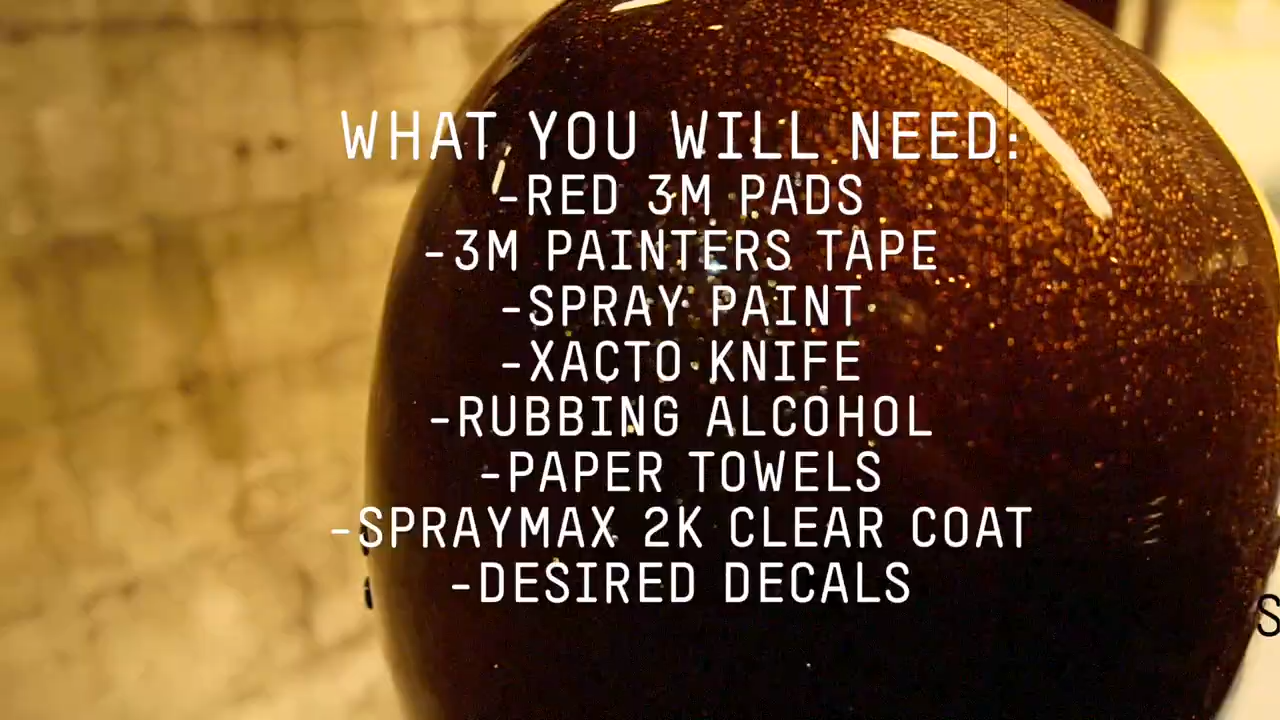 WHAT YOU WILL NEED:
-RED 3M PADS
-3M PAINTERS TAPE
-SPRAY PAINT
-XACTO KNIFE
-RUBBING ALCOHOL
-PAPER TOWELS
-SPRAYMAX 2K CLEAR COAT
-DESIRED DECALS
S